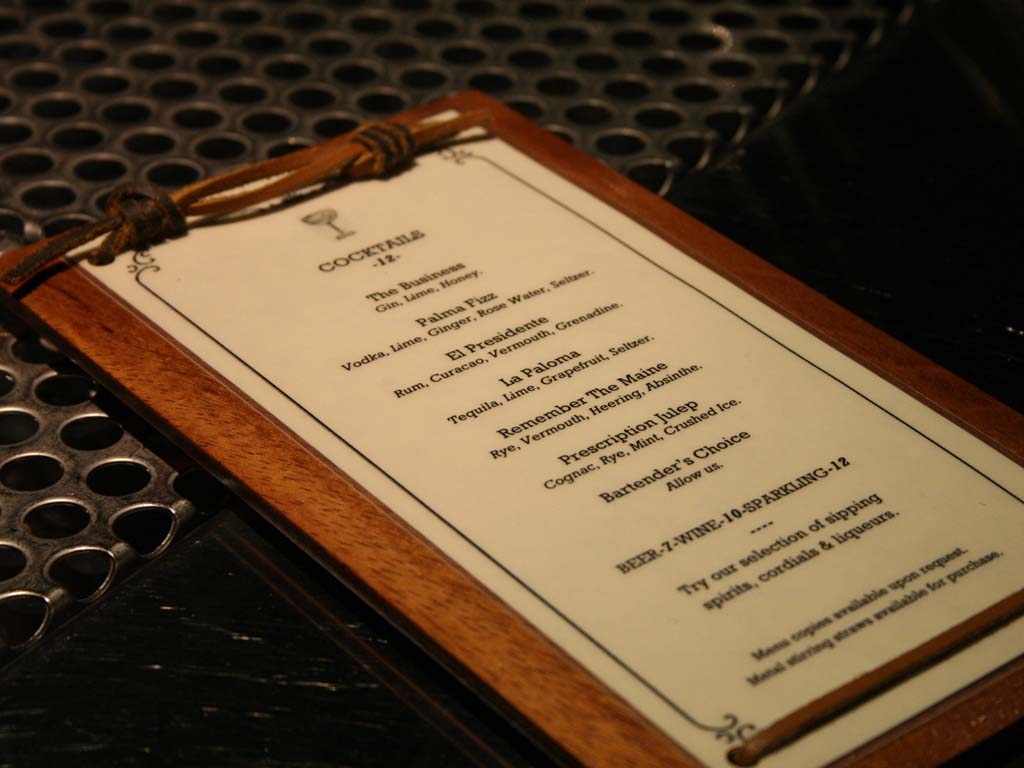 COCKTAILS
-12-
The Business
Gin, Lime, Honey.
Palma Fizz
Vodka, Lime, Ginger, Rose Water, Seltzer.
El Presidente
Rum, Curacao, Vermouth, Grenadine.
La Paloma
Tequila, Lime, Grapefruit, Seltzer.
Remember The Maine
Rye, Vermouth, Heering, Absinthe.
Prescription Julep
Cognac, Rye, Mint, Crushed Ice.
Bartender's Choice
Allow us.
BEER-7-WINE-10-SPARKLING-12
----
Try our selection of sipping
spirits, cordials & liqueurs.
Menu copies available upon request.
Metal stirring straws available for purchase.